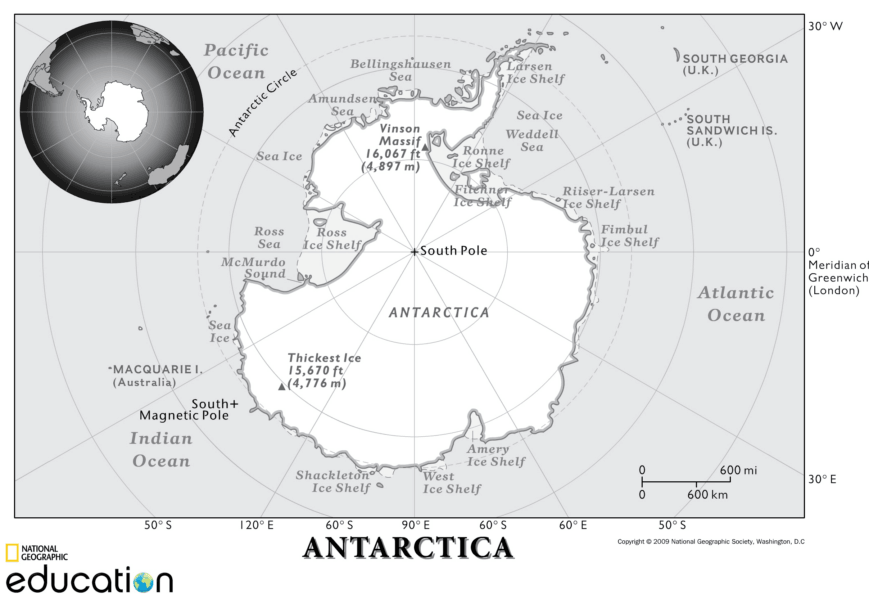 30° W
Pacific
Ocean
Bellingshausen
Sea
Larsen
Ice Shelf
SOUTH GEORGIA
(U.K.)
Antarctic Circle
Amundsen
Sea
Sea Ice
Weddell
Sea
SOUTH
SANDWICH IS.
(U.K.)
Vinson
Massif
16,067 ft
(4,897 m)
Sea Ice
Ronne
Ice Shelf
Filchner
Ice Shelf
Riiser-Larsen
Ice Shelf
Ross
Sea
Ross
Ice Shelf
Fimbul
Ice Shelf
South Pole
0°
Meridian of
Greenwich
(London)
McMurdo
Sound
ANTARCTICA
Atlantic
Ocean
Sea
Ice
Thickest Ice
15,670 ft
(4,776 m)
MACQUARIE I.
(Australia)
South
Magnetic Pole
Indian
Ocean
Amery
Ice Shelf
Shackleton
Ice Shelf
West
Ice Shelf
0 600 mi
0 600 km
30° E
50° S 120° E 60° S 90° E 60° S 60° E 50° S
ANTARCTICA
Copyright © 2009 National Geographic Society, Washington, D.C
NATIONAL
GEOGRAPHIC
education